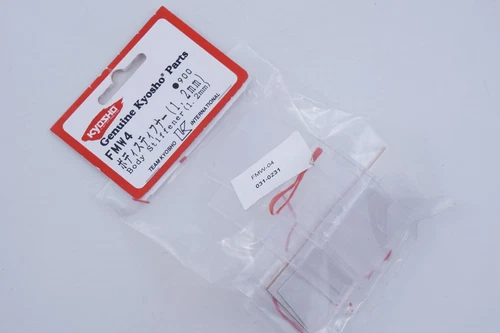 KYOSHO
Genuine Kyosho® Parts
FMW4 ●900
ボディスティフナー(1.2mm)
Body Stiffener(1.2mm)
TEAM KYOSHO K INTERNATIONAL
FMW-04
031-0231